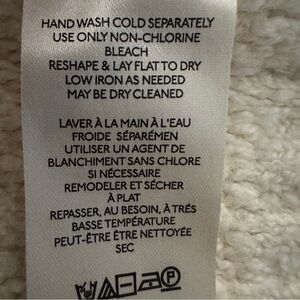 HAND WASH COLD SEPARATELY
USE ONLY NON-CHLORINE
BLEACH
RESHAPE & LAY FLAT TO DRY
LOW IRON AS NEEDED
MAY BE DRY CLEANED
LAVER À LA MAIN À L'EAU
FROIDE SÉPARÉMEN
UTILISER UN AGENT DE
BLANCHIMENT SANS CHLORE
SI NÉCESSAIRE
REMODELER ET SÉCHER
À PLAT
REPASSER, AU BESOIN, À TRÉS
BASSE TEMPÉRATURE
PEUT-ÊTRE ÊTRE NETTOYÉE
SEC
P